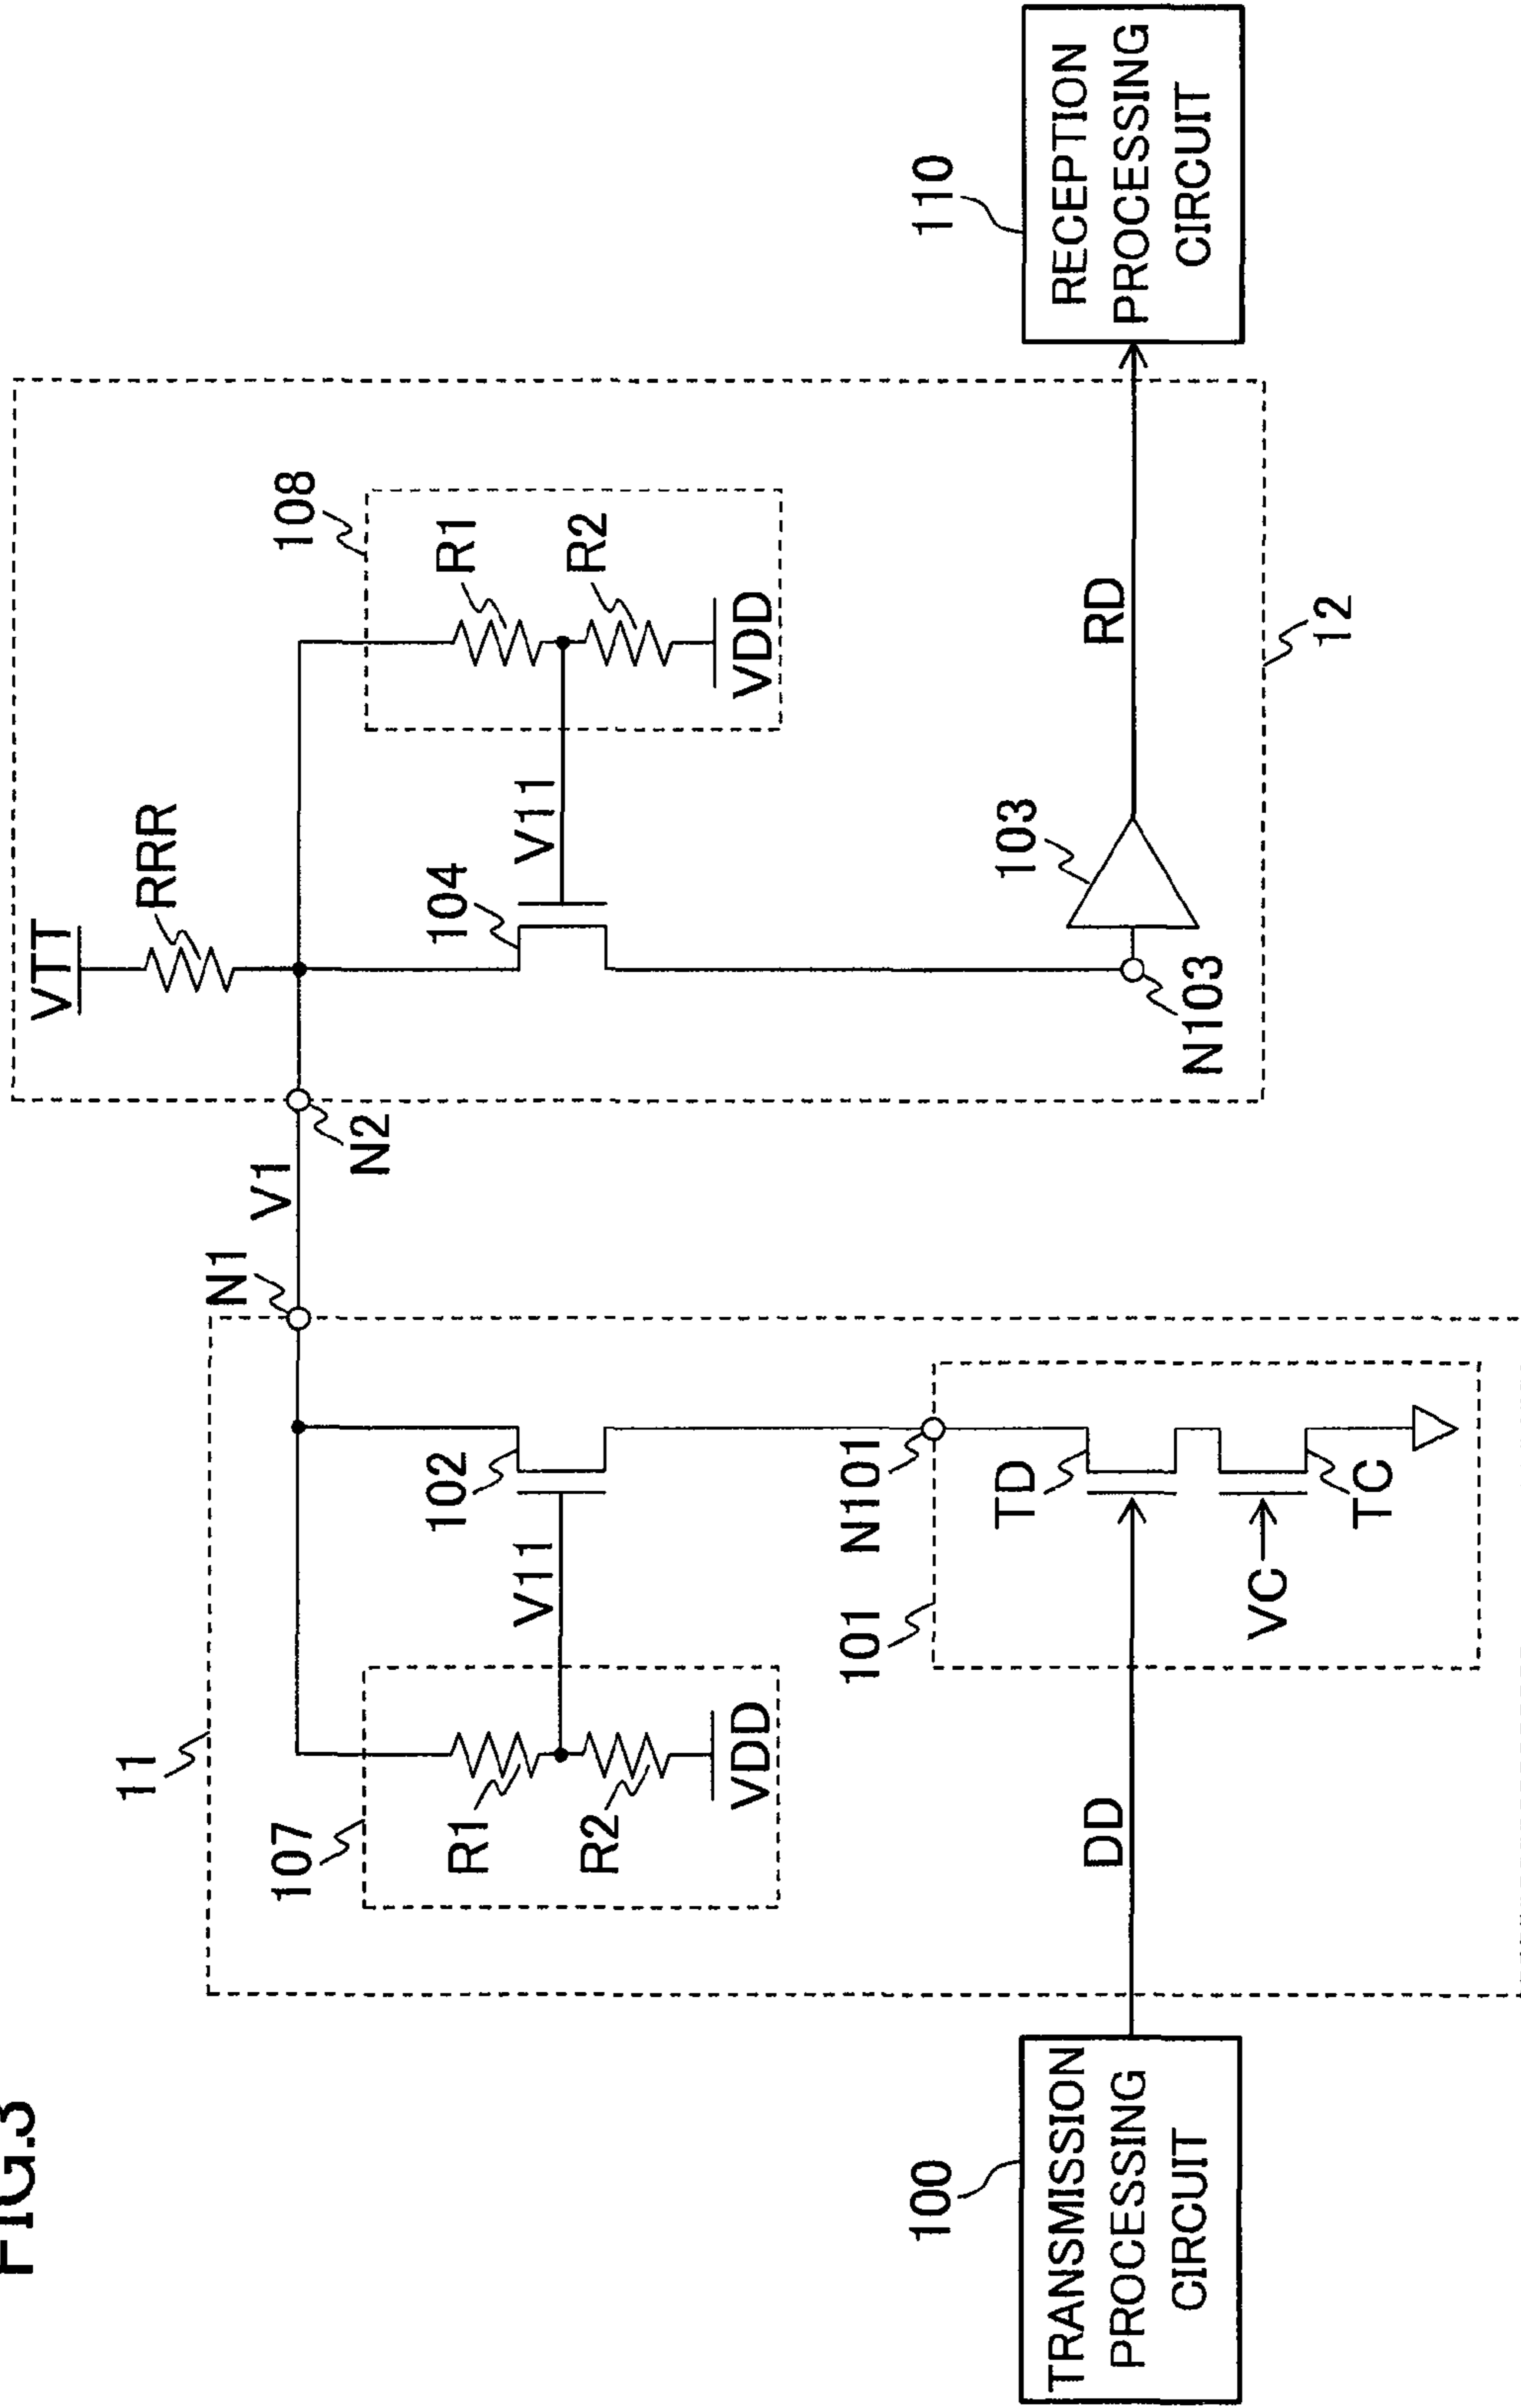 FIG.3
11
107
R1
R2
VDD
V11
102
N101
101
TD
TC
VC
DD
100
TRANSMISSION
PROCESSING
CIRCUIT
N1
V1
N2
VTT
RRR
104
V11
108
R1
R2
VDD
103
N103
RD
12
110
RECEPTION
PROCESSING
CIRCUIT